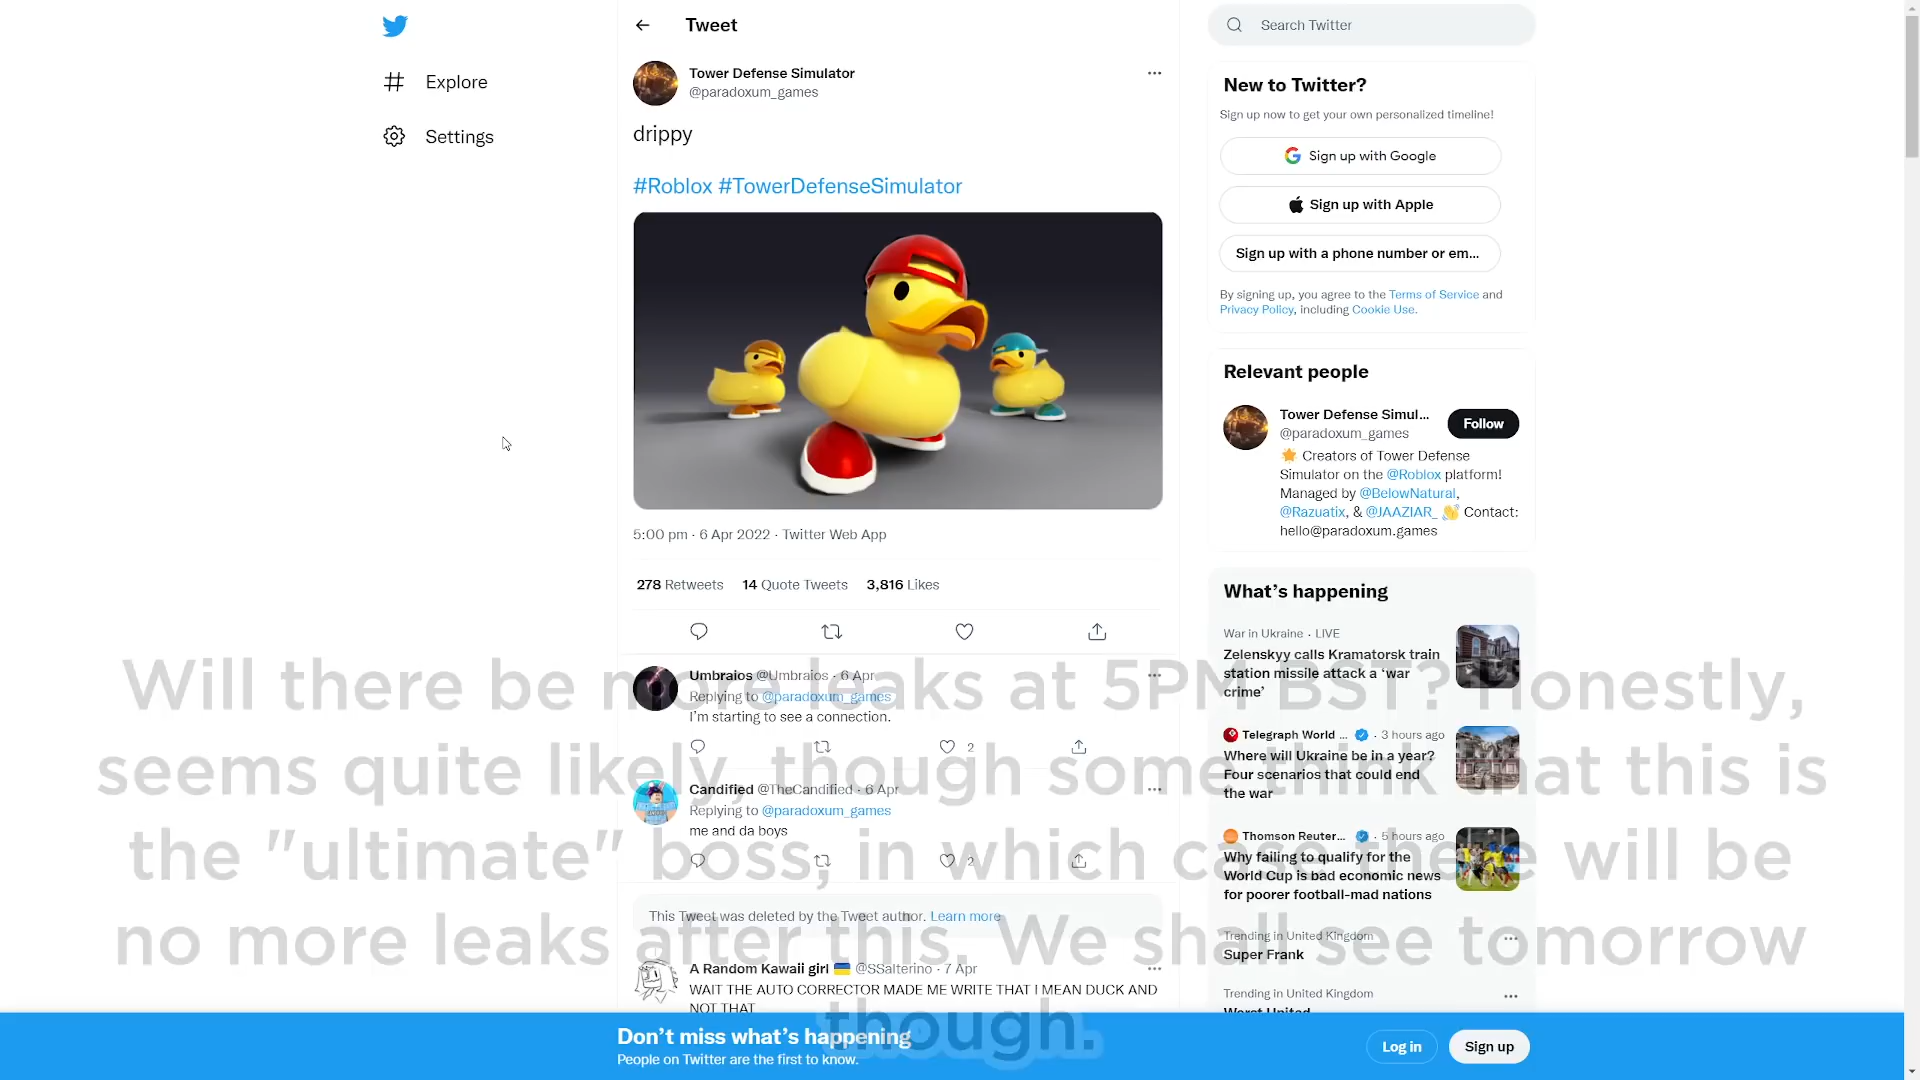 Explore
Settings
Tweet
Tower Defense Simulator
@paradoxum_games
drippy
#Roblox #TowerDefenseSimulator
5:00 pm · 6 Apr 2022 · Twitter Web App
278 Retweets 14 Quote Tweets 3,816 Likes
Umbraios @Umbraios · 6 Apr
Replying to @paradoxum_games
I'm starting to see a connection.
2
Candified @TheCandified · 6 Apr
Replying to @paradoxum_games
me and da boys
2
This Tweet was deleted by the Tweet author. Learn more
A Random Kawaii girl 🇺🇦 @SSalterino · 7 Apr
WAIT THE AUTO CORRECTOR MADE ME WRITE THAT I MEAN DUCK AND
NOT THAT
Search Twitter
New to Twitter?
Sign up now to get your own personalized timeline!
Sign up with Google
Sign up with Apple
Sign up with a phone number or em...
By signing up, you agree to the Terms of Service and
Privacy Policy, including Cookie Use.
Relevant people
Tower Defense Simul...
@paradoxum_games
Follow
🌟 Creators of Tower Defense
Simulator on the @Roblox platform!
Managed by @BelowNatural,
@Razuatix, & @JAAZIAR_ 👋 Contact:
hello@paradoxum.games
What's happening
War in Ukraine · LIVE
Zelenskyy calls Kramatorsk train
station missile attack a 'war
crime'
Telegraph World ... · 3 hours ago
Where will Ukraine be in a year?
Four scenarios that could end
the war
Thomson Reuter... · 5 hours ago
Why failing to qualify for the
World Cup is bad economic news
for poorer football-mad nations
Trending in United Kingdom
Super Frank
Trending in United Kingdom
Worst United
Will there be more leaks at 5PM BST? Honestly,
seems quite likely, though some think that this is
the "ultimate" boss, in which case there will be
no more leaks after this. We shall see tomorrow
though.
Don't miss what's happening
People on Twitter are the first to know.
Log in
Sign up